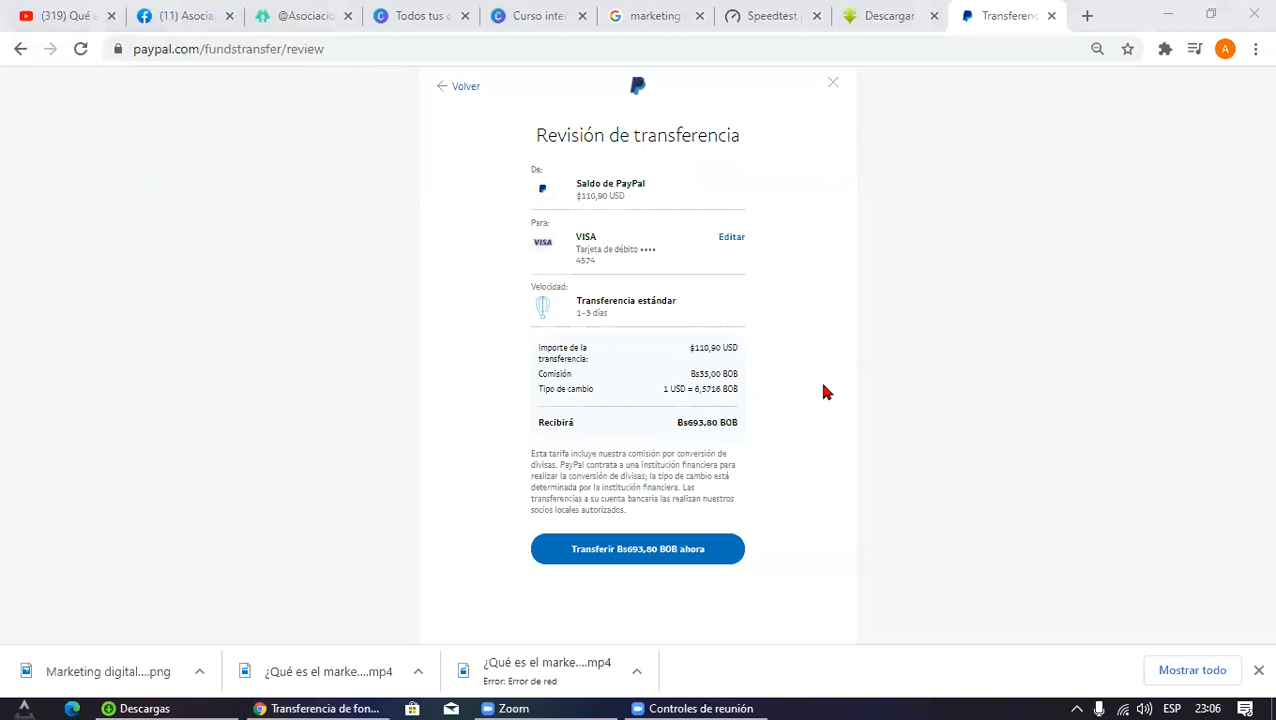 (319) Qué
(11) Asocia
@Asociació
Todos tus c
Curso inter
marketing
Speedtest
Descargar
Transferenc
paypal.com/fundstransfer/review
A
Volver
Revisión de transferencia
De:
Saldo de PayPal
$110,90 USD
Para:
VISA
VISA
Editar
Tarjeta de débito ••••
4574
Velocidad:
Transferencia estándar
1-3 días
Importe de la
transferencia:
$110,90 USD
Comisión
Bs35,00 BOB
Tipo de cambio
1 USD = 6,5716 BOB
Recibirá
Bs693,80 BOB
Esta tarifa incluye nuestra comisión por conversión de
divisas. PayPal contrata a una institución financiera para
realizar la conversión de divisas; la tipo de cambio está
determinada por la institución financiera. Las
transferencias a su cuenta bancaria las realizan nuestros
socios locales autorizados.
Transferir Bs693,80 BOB ahora
Marketing digital....png
¿Qué es el marke....mp4
¿Qué es el marke....mp4
Error: Error de red
Mostrar todo
Descargas
Transferencia de fon...
Zoom
Controles de reunión
ESP
23:06